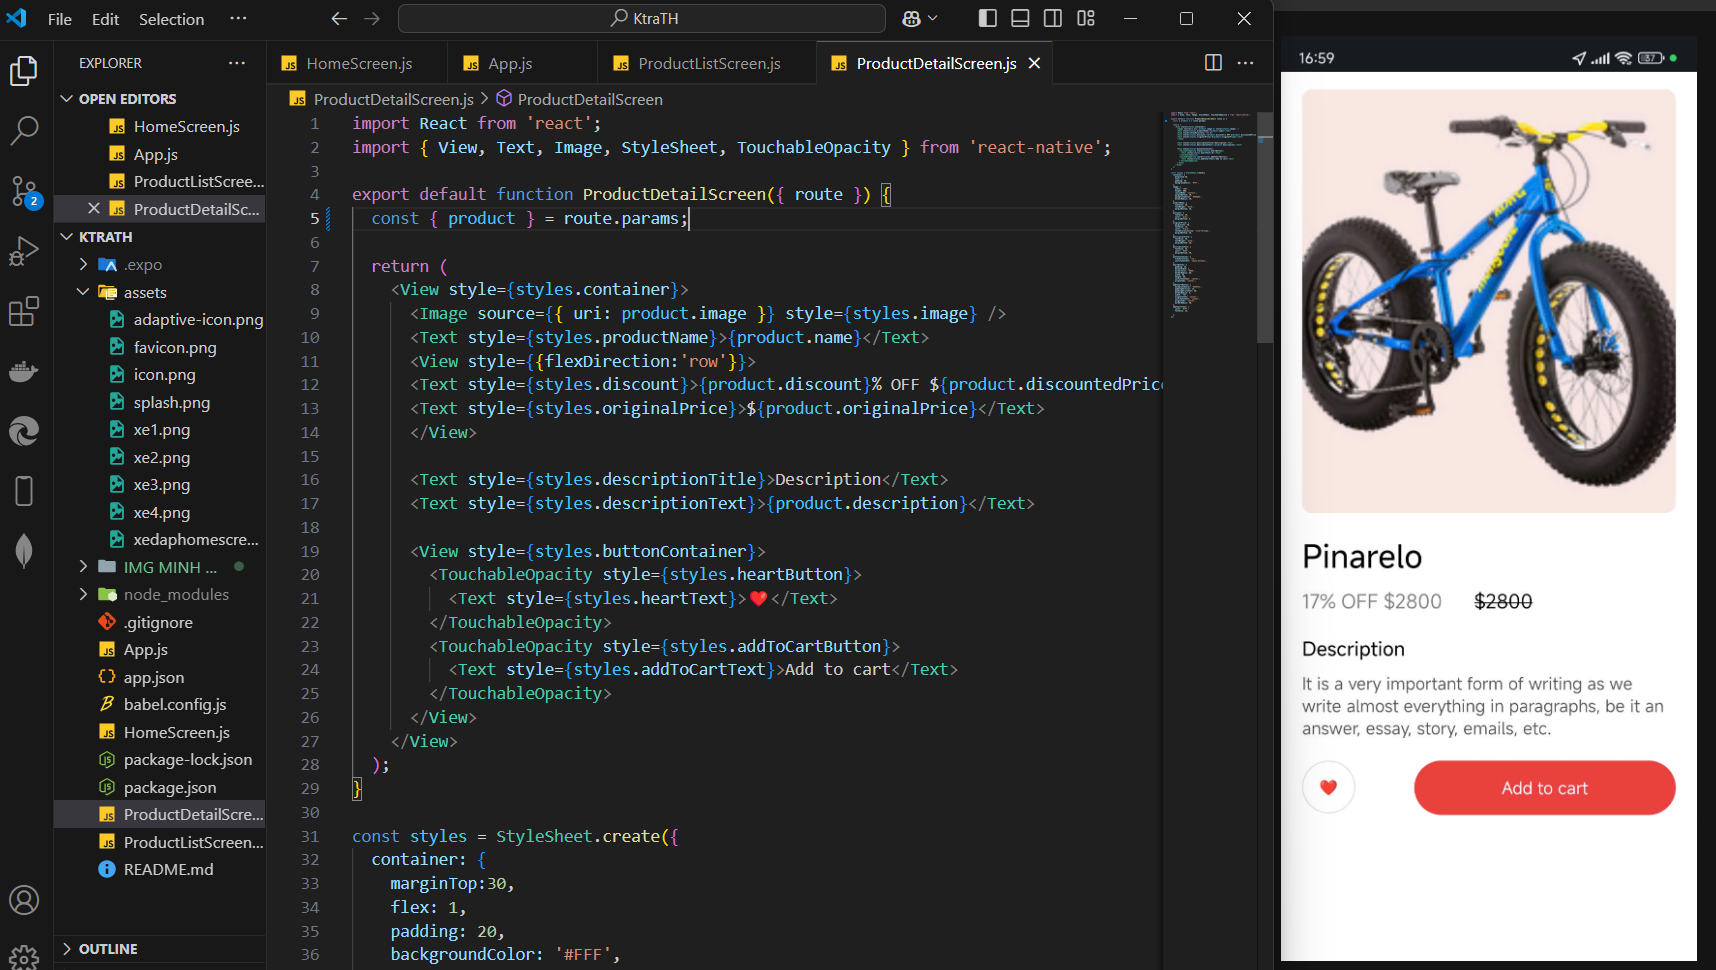 File Edit Selection ···
KtraTH
EXPLORER ···
OPEN EDITORS
HomeScreen.js
App.js
ProductListScree...
ProductDetailSc...
KTRATH
.expo
assets
adaptive-icon.png
favicon.png
icon.png
splash.png
xe1.png
xe2.png
xe3.png
xe4.png
xedaphomescre...
IMG MINH ...
node_modules
.gitignore
App.js
app.json
babel.config.js
HomeScreen.js
package-lock.json
package.json
ProductDetailScre...
ProductListScreen...
README.md
OUTLINE
2
HomeScreen.js App.js ProductListScreen.js ProductDetailScreen.js
ProductDetailScreen.js > ProductDetailScreen
1 import React from 'react';
2 import { View, Text, Image, StyleSheet, TouchableOpacity } from 'react-native';
3
4 export default function ProductDetailScreen({ route }) {
5 const { product } = route.params;
6
7 return (
8 <View style={styles.container}>
9 <Image source={{ uri: product.image }} style={styles.image} />
10 <Text style={styles.productName}>{product.name}</Text>
11 <View style={{flexDirection:'row'}}>
12 <Text style={styles.discount}>{product.discount}% OFF ${product.discountedPrice
13 <Text style={styles.originalPrice}>${product.originalPrice}</Text>
14 </View>
15
16 <Text style={styles.descriptionTitle}>Description</Text>
17 <Text style={styles.descriptionText}>{product.description}</Text>
18
19 <View style={styles.buttonContainer}>
20 <TouchableOpacity style={styles.heartButton}>
21 <Text style={styles.heartText}>❤️</Text>
22 </TouchableOpacity>
23 <TouchableOpacity style={styles.addToCartButton}>
24 <Text style={styles.addToCartText}>Add to cart</Text>
25 </TouchableOpacity>
26 </View>
27 </View>
28 );
29 }
30
31 const styles = StyleSheet.create({
32 container: {
33 marginTop:30,
34 flex: 1,
35 padding: 20,
36 backgroundColor: '#FFF',
16:59
Pinarelo
17% OFF $2800 $2800
Description
It is a very important form of writing as we
write almost everything in paragraphs, be it an
answer, essay, story, emails, etc.
❤️ Add to cart